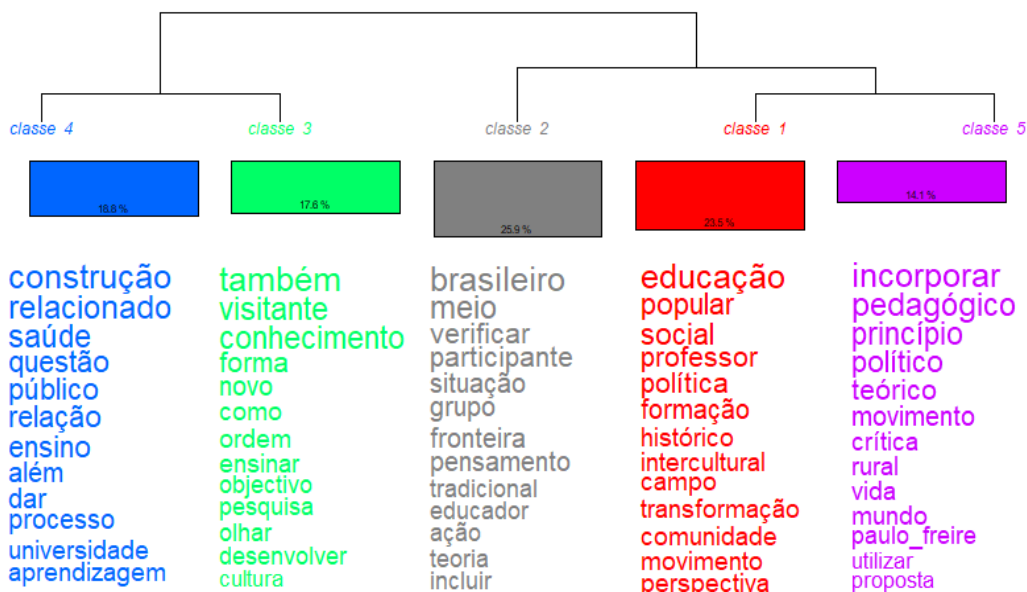 classe 4
classe 3
classe 2
classe 1
classe 5
18.8 %
17.6 %
25.9 %
23.5 %
14.1 %
construção
relacionado
saúde
questão
público
relação
ensino
além
dar
processo
universidade
aprendizagem
também
visitante
conhecimento
forma
novo
como
ordem
ensinar
objectivo
pesquisa
olhar
desenvolver
cultura
brasileiro
meio
verificar
participante
situação
grupo
fronteira
pensamento
tradicional
educador
ação
teoria
incluir
educação
popular
social
professor
política
formação
histórico
intercultural
campo
transformação
comunidade
movimento
perspectiva
incorporar
pedagógico
princípio
político
teórico
movimento
crítica
rural
vida
mundo
paulo_freire
utilizar
proposta